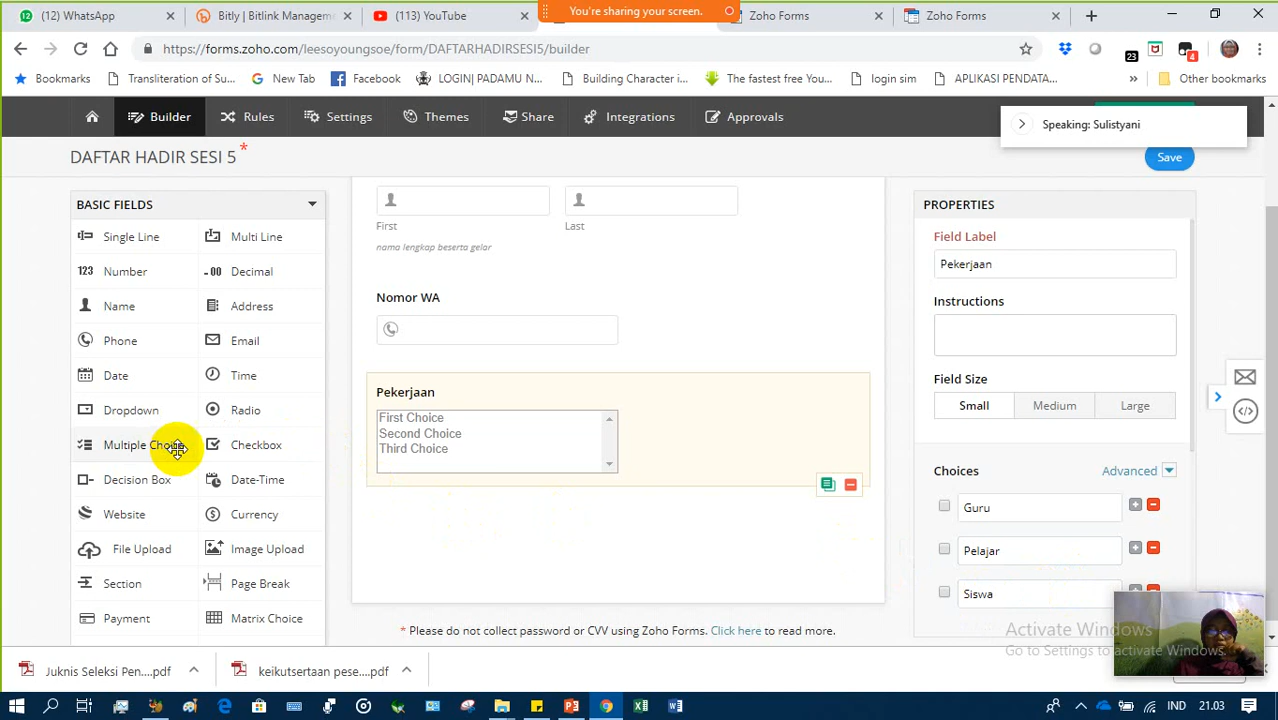 (12) WhatsApp
Bitly | Bitlink Managem
(113) YouTube
You're sharing your screen.
Zoho Forms
Zoho Forms
https://forms.zoho.com/leesoyoungsoe/form/DAFTARHADIRSESI5/builder
23
4
Bookmarks
Transliteration of Su...
New Tab
Facebook
LOGIN| PADAMU N...
Building Character i...
The fastest free You...
login sim
APLIKASI PENDATA...
»
Other bookmarks
Builder
Rules
Settings
Themes
Share
Integrations
Approvals
Speaking: Sulistyani
DAFTAR HADIR SESI 5 *
Save
BASIC FIELDS
Single Line
Multi Line
123 Number
.00 Decimal
Name
Address
Phone
Email
Date
Time
Dropdown
Radio
Multiple Choice
Checkbox
Decision Box
Date-Time
Website
Currency
File Upload
Image Upload
Section
Page Break
Payment
Matrix Choice
First
Last
nama lengkap beserta gelar
Nomor WA
Pekerjaan
First Choice
Second Choice
Third Choice
* Please do not collect password or CVV using Zoho Forms. Click here to read more.
PROPERTIES
Field Label
Pekerjaan
Instructions
Field Size
Small
Medium
Large
Choices
Advanced
Guru
Pelajar
Siswa
Activate Windows
Go to Settings to activate Windows.
Juknis Seleksi Pen....pdf
keikutsertaan pese....pdf
IND
21.03